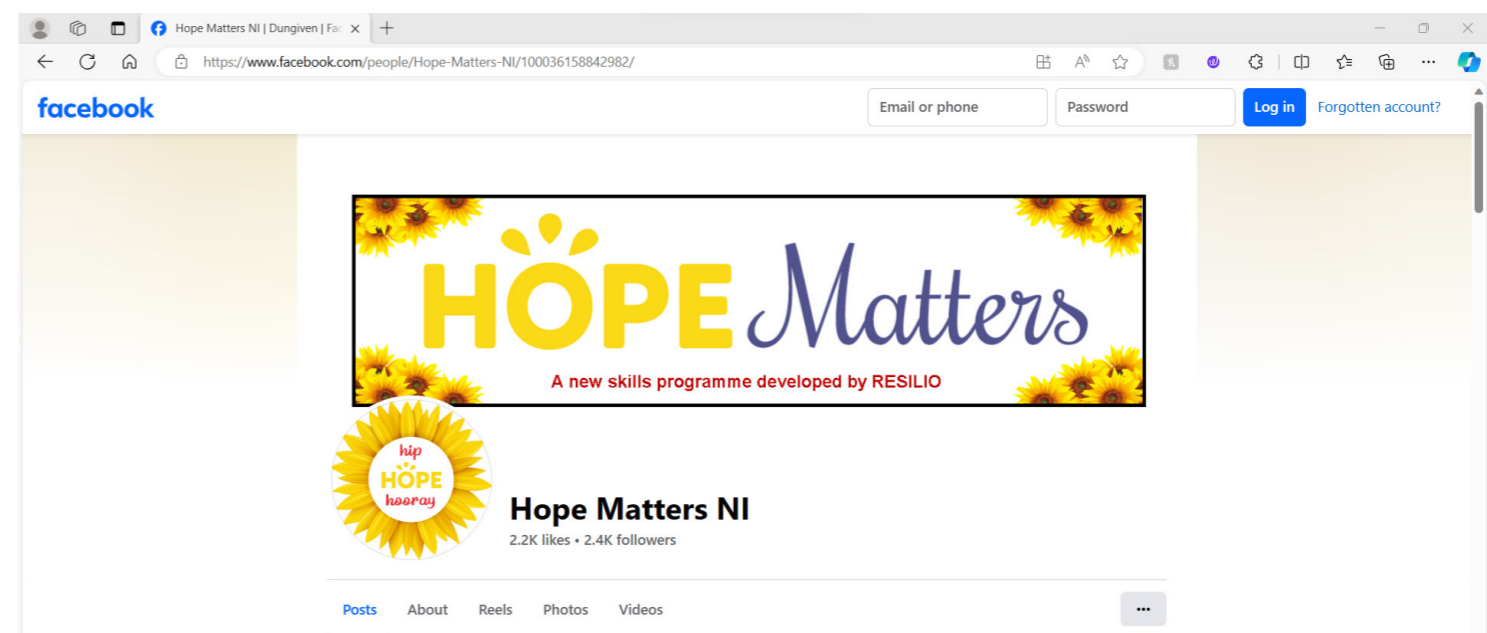 Hope Matters NI | Dungiven | Fac
https://www.facebook.com/people/Hope-Matters-NI/100036158842982/
facebook
Email or phone
Password
Log in
Forgotten account?
HOPE Matters
A new skills programme developed by RESILIO
hip
HOPE
hooray
Hope Matters NI
2.2K likes • 2.4K followers
Posts About Reels Photos Videos